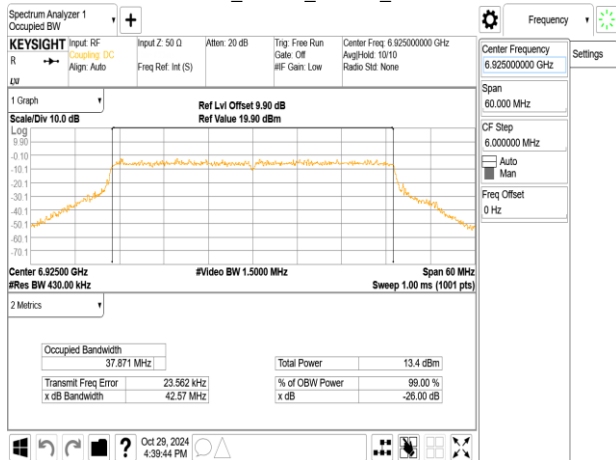 Spectrum Analyzer 1
Occupied BW
Frequency
KEYSIGHT
R
LXI
Input: RF
Coupling: DC
Align: Auto
Input Z: 50 Ω
Freq Ref: Int (S)
Atten: 20 dB
Trig: Free Run
Gate: Off
#IF Gain: Low
Center Freq: 6.925000000 GHz
Avg|Hold: 10/10
Radio Std: None
Center Frequency
6.925000000 GHz
Settings
Span
60.000 MHz
CF Step
6.000000 MHz
Auto
Man
Freq Offset
0 Hz
1 Graph
Scale/Div 10.0 dB
Ref Lvl Offset 9.90 dB
Ref Value 19.90 dBm
Log
9.90
-0.10
-10.1
-20.1
-30.1
-40.1
-50.1
-60.1
-70.1
Center 6.92500 GHz
#Video BW 1.5000 MHz
Span 60 MHz
#Res BW 430.00 kHz
Sweep 1.00 ms (1001 pts)
2 Metrics
Occupied Bandwidth
37.871 MHz
Total Power 13.4 dBm
Transmit Freq Error 23.562 kHz
% of OBW Power 99.00 %
x dB Bandwidth 42.57 MHz
x dB -26.00 dB
?
Oct 29, 2024
4:39:44 PM